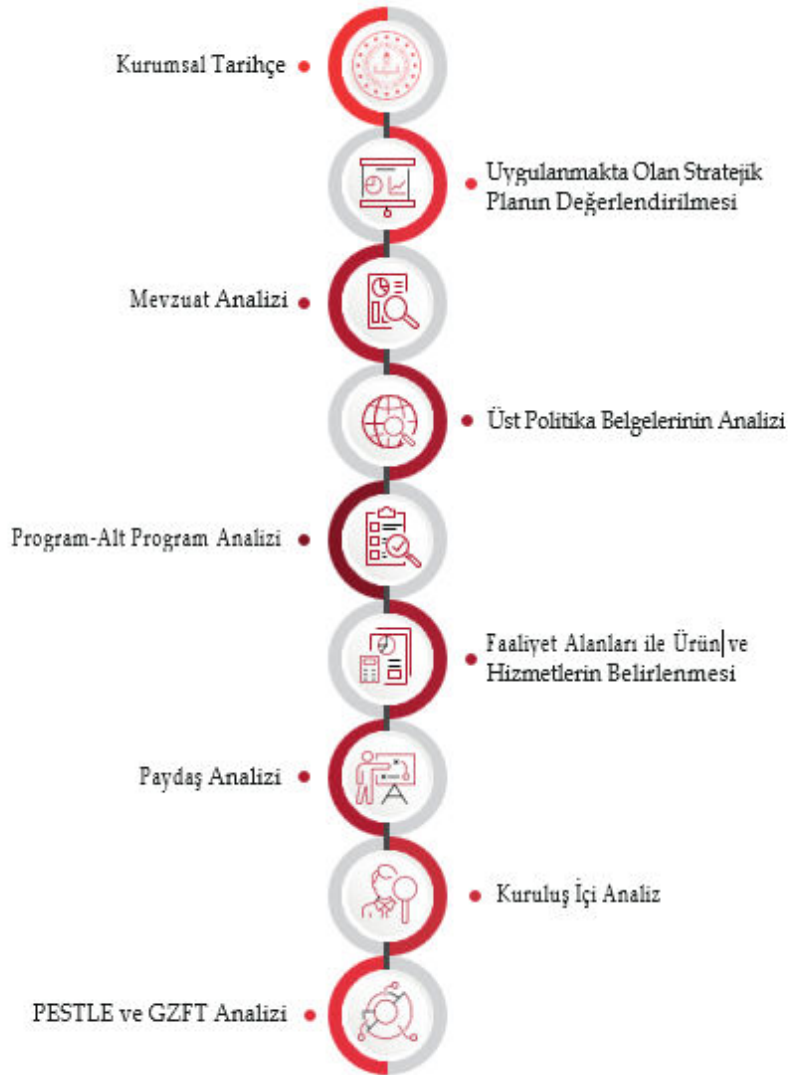 Kurumsal Tarihçe
Uygulanmakta Olan Stratejik
Planın Değerlendirilmesi
Mevzuat Analizi
Üst Politika Belgelerinin Analizi
Program-Alt Program Analizi
Faaliyet Alanları ile Ürün ve
Hizmetlerin Belirlenmesi
Paydaş Analizi
Kuruluş İçi Analiz
PESTLE ve GZFT Analizi